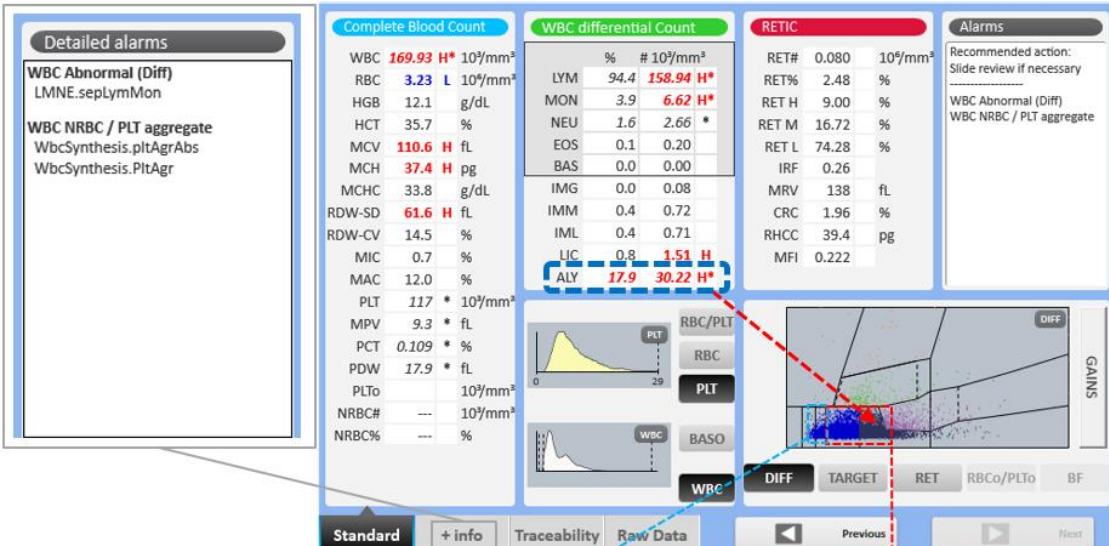 Detailed alarms
WBC Abnormal (Diff)
LMNE.sepLymMon
WBC NRBC / PLT aggregate
WbcSynthesis.pltAgrAbs
WbcSynthesis.PltAgr
Complete Blood Count
WBC 169.93 H* 10³/mm³
RBC 3.23 L 10⁶/mm³
HGB 12.1 g/dL
HCT 35.7 %
MCV 110.6 H fL
MCH 37.4 H pg
MCHC 33.8 g/dL
RDW-SD 61.6 H fL
RDW-CV 14.5 %
MIC 0.7 %
MAC 12.0 %
PLT 117 * 10³/mm³
MPV 9.3 * fL
PCT 0.109 * %
PDW 17.9 * fL
PLTo 10³/mm³
NRBC# --- 10³/mm³
NRBC% --- %
WBC differential Count
% # 10³/mm³
LYM 94.4 158.94 H*
MON 3.9 6.62 H*
NEU 1.6 2.66 *
EOS 0.1 0.20
BAS 0.0 0.00
IMG 0.0 0.08
IMM 0.4 0.72
IML 0.4 0.71
LIC 0.8 1.51 H
ALY 17.9 30.22 H*
RETIC
RET# 0.080 10⁶/mm³
RET% 2.48 %
RET H 9.00 %
RET M 16.72 %
RET L 74.28 %
IRF 0.26
MRV 138 fL
CRC 1.96 %
RHCC 39.4 pg
MFI 0.222
Alarms
Recommended action:
Slide review if necessary
------------------
WBC Abnormal (Diff)
WBC NRBC / PLT aggregate
PLT
0 29
WBC
RBC/PLT
RBC
PLT
BASO
WBC
DIFF
GAINS
DIFF TARGET RET RBCo/PLTo BF
Standard + info Traceability Raw Data
Previous Next